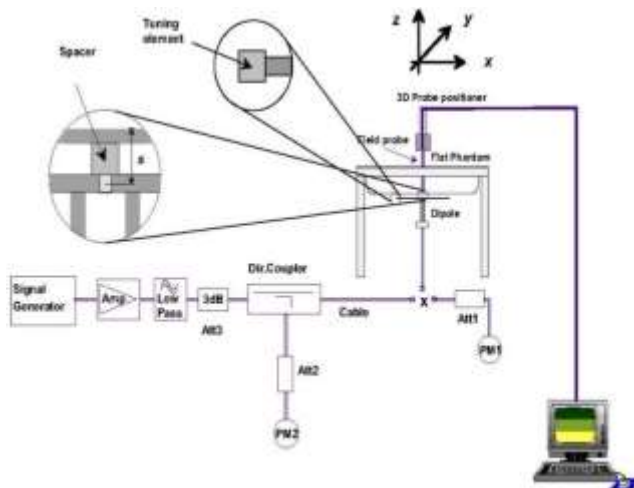 Tuning
element
Spacer
z
y
x
3D Probe positioner
Field probe
Flat Phantom
s
Dipole
Dir.Coupler
Signal
Generator
Amp
Low
Pass
3dB
Att3
Cable
x
Att1
PM1
Att2
PM2